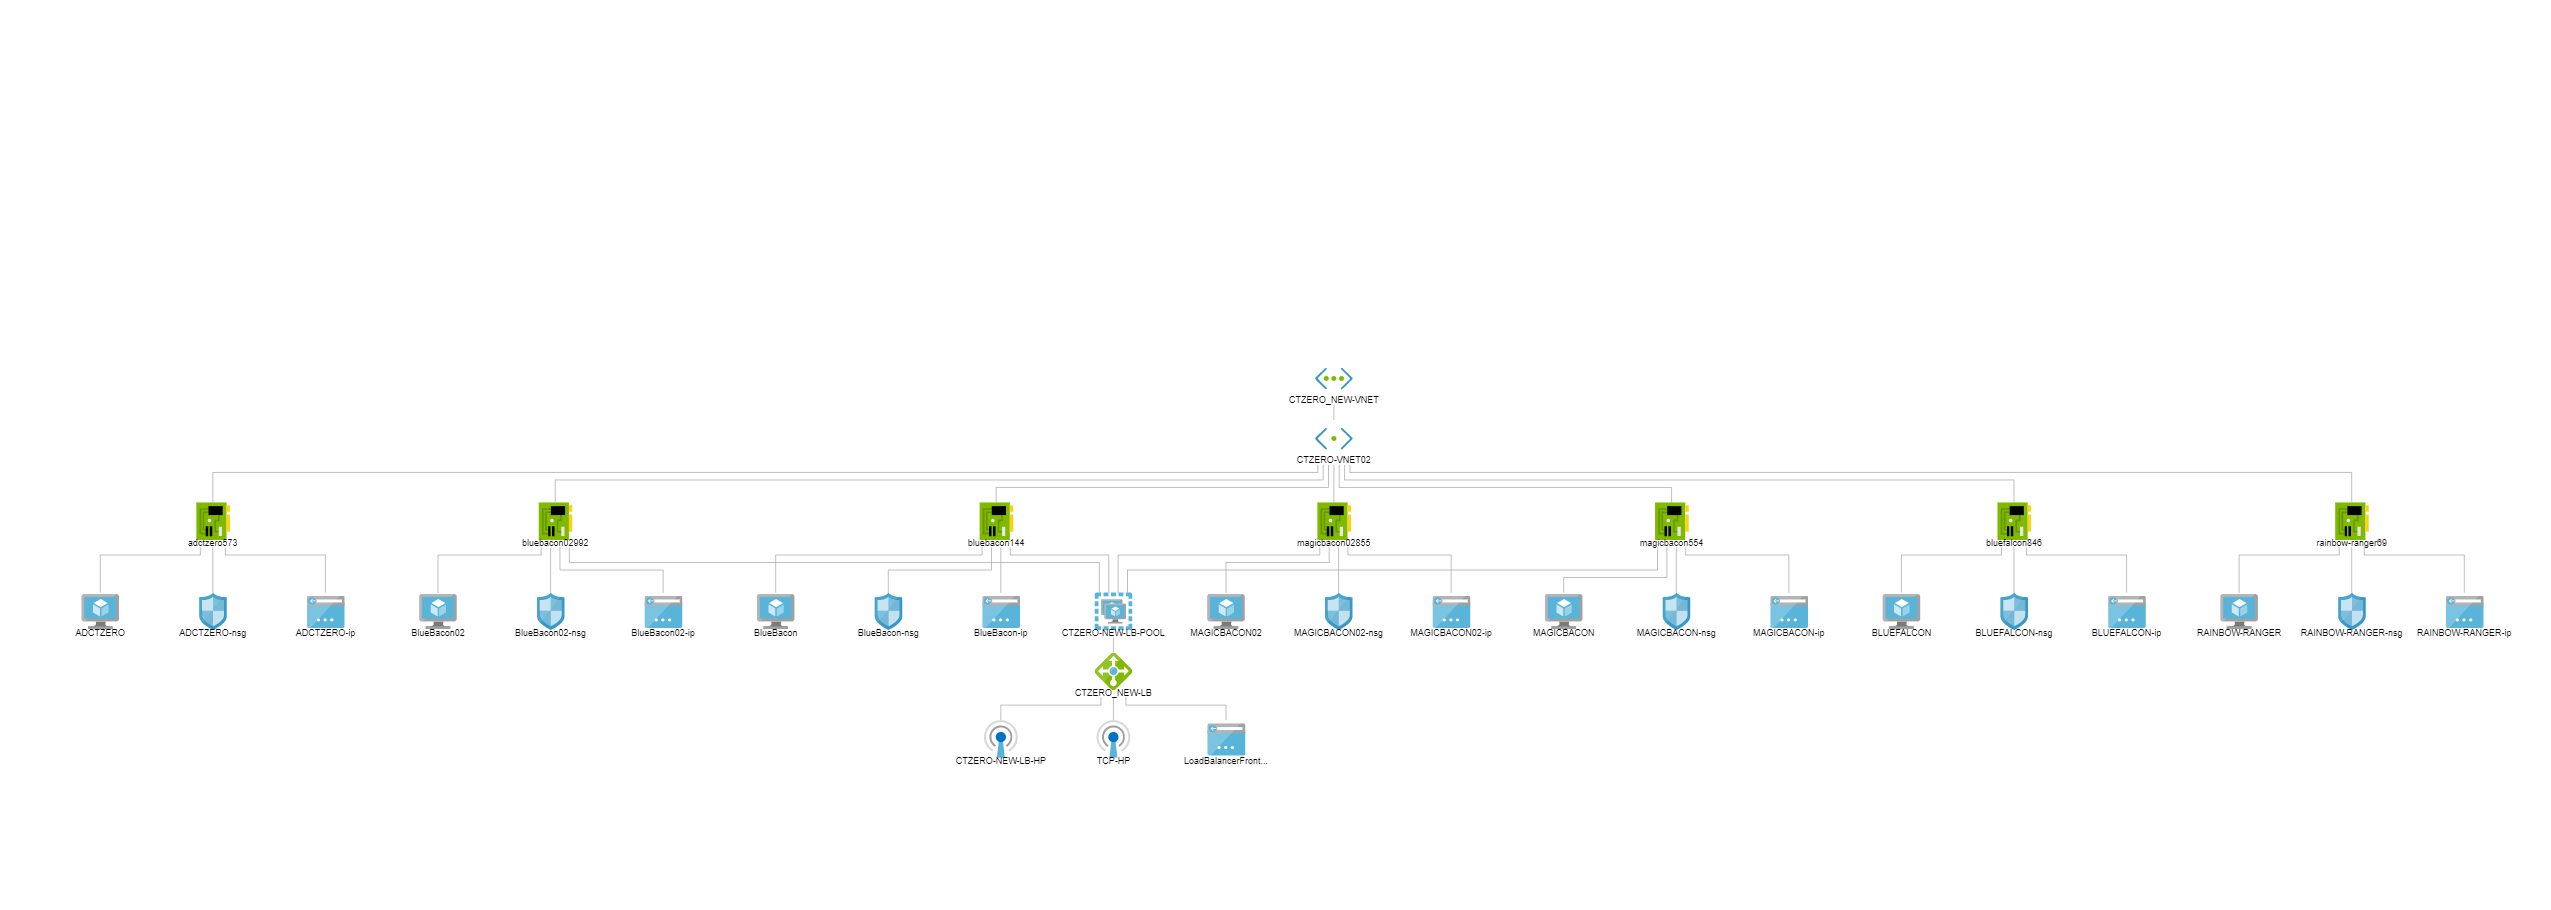 CTZERO_NEW-VNET
CTZERO-VNET02
adctzero573
bluebacon02992
bluebacon144
magicbacon02855
magicbacon554
bluefalcon846
rainbow-ranger69
ADCTZERO
ADCTZERO-nsg
ADCTZERO-ip
BlueBacon02
BlueBacon02-nsg
BlueBacon02-ip
BlueBacon
BlueBacon-nsg
BlueBacon-ip
CTZERO-NEW-LB-POOL
MAGICBACON02
MAGICBACON02-nsg
MAGICBACON02-ip
MAGICBACON
MAGICBACON-nsg
MAGICBACON-ip
BLUEFALCON
BLUEFALCON-nsg
BLUEFALCON-ip
RAINBOW-RANGER
RAINBOW-RANGER-nsg
RAINBOW-RANGER-ip
CTZERO_NEW-LB
CTZERO-NEW-LB-HP
TCP-HP
LoadBalancerFront...